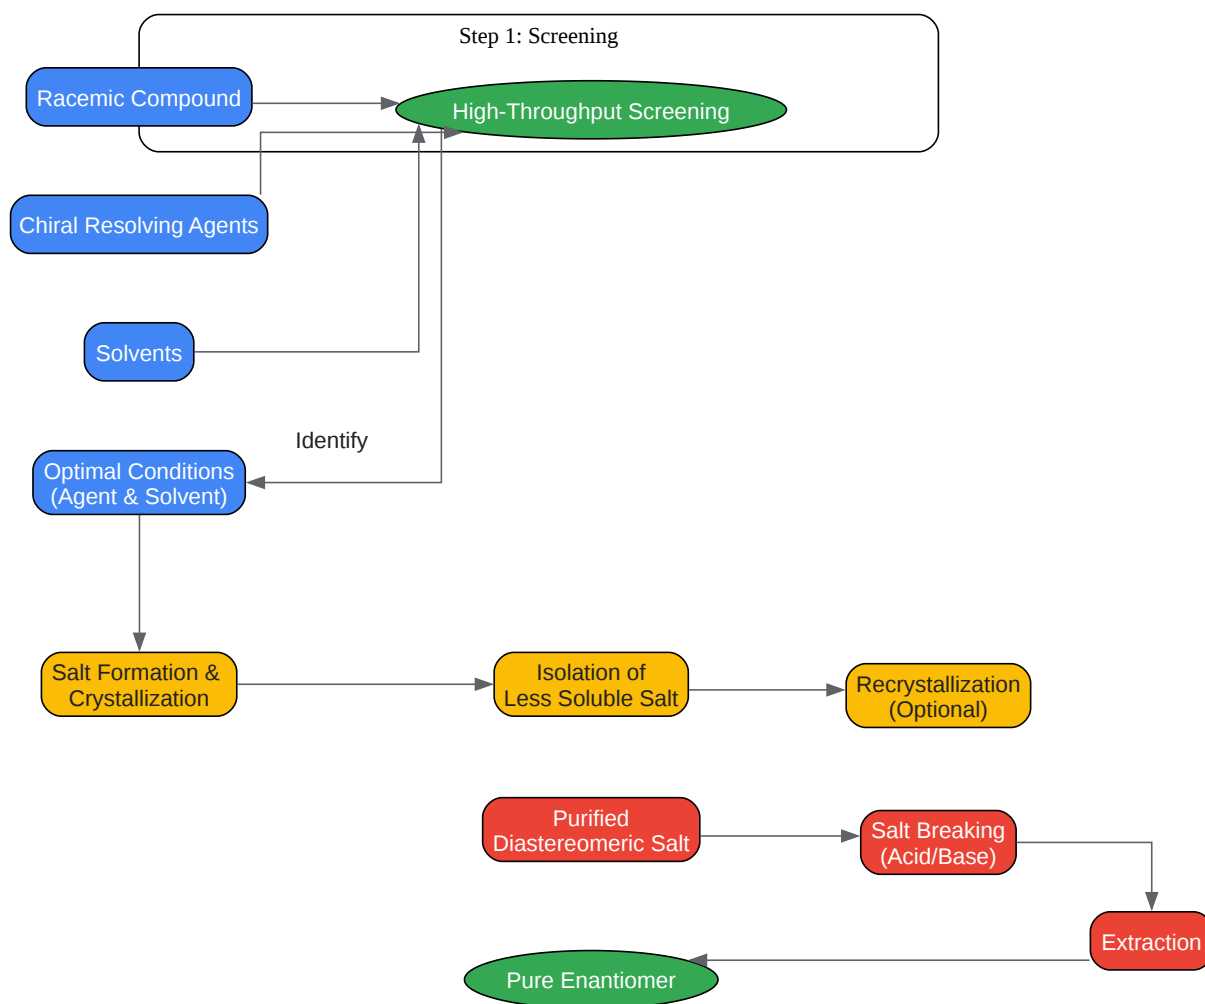 Step 1: Screening
Racemic Compound
High-Throughput Screening
Chiral Resolving Agents
Solvents
Identify
Optimal Conditions
(Agent & Solvent)
Salt Formation &
Crystallization
Isolation of
Less Soluble Salt
Recrystallization
(Optional)
Purified
Diastereomeric Salt
Salt Breaking
(Acid/Base)
Extraction
Pure Enantiomer